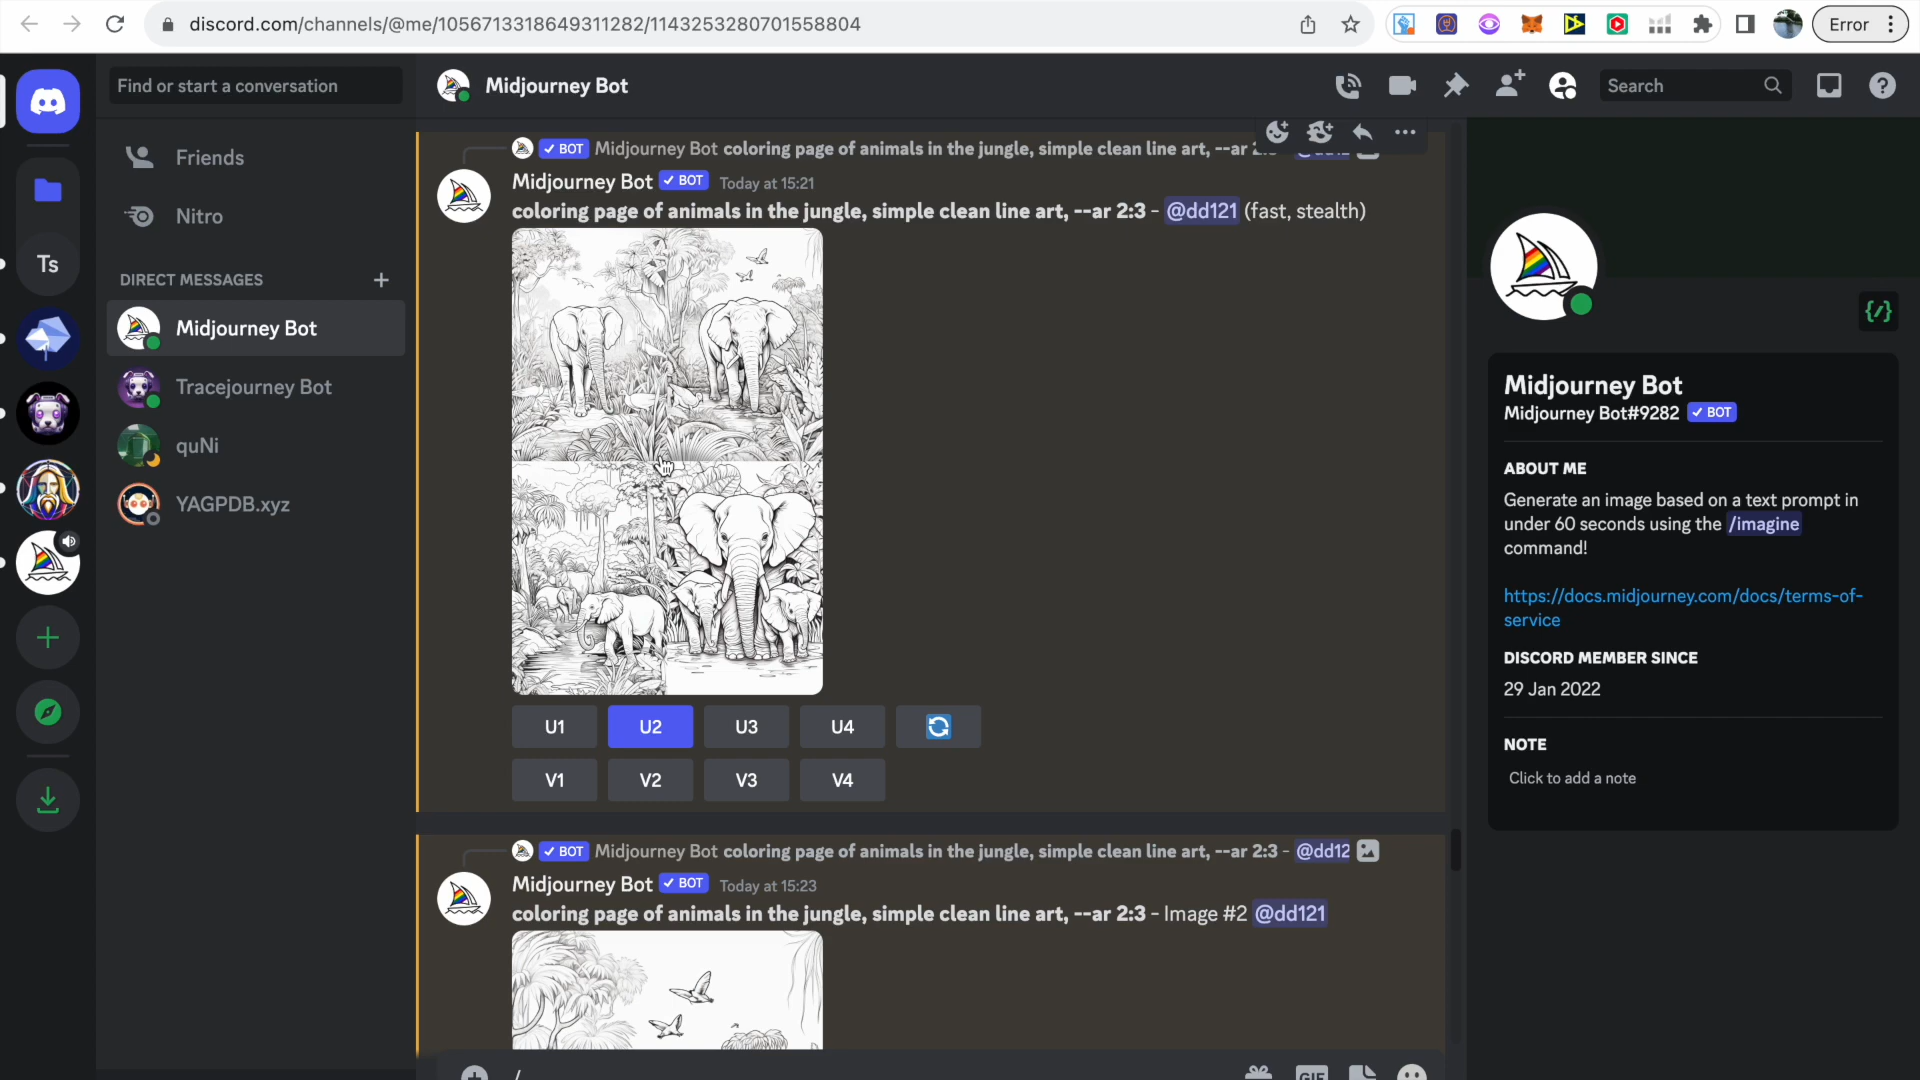 discord.com/channels/@me/1056713318649311282/1143253280701558804
Error
Find or start a conversation
Midjourney Bot
Search
Friends
Nitro
Ts
DIRECT MESSAGES
Midjourney Bot
Tracejourney Bot
quNi
YAGPDB.xyz
BOT Midjourney Bot coloring page of animals in the jungle, simple clean line art, --ar
Midjourney Bot BOT Today at 15:21
coloring page of animals in the jungle, simple clean line art, --ar 2:3 - @dd121 (fast, stealth)
U1 U2 U3 U4
V1 V2 V3 V4
BOT Midjourney Bot coloring page of animals in the jungle, simple clean line art, --ar 2:3 - @dd12
Midjourney Bot BOT Today at 15:23
coloring page of animals in the jungle, simple clean line art, --ar 2:3 - Image #2 @dd121
/
GIF
Midjourney Bot
Midjourney Bot#9282 BOT
ABOUT ME
Generate an image based on a text prompt in
under 60 seconds using the /imagine
command!
https://docs.midjourney.com/docs/terms-of-
service
DISCORD MEMBER SINCE
29 Jan 2022
NOTE
Click to add a note